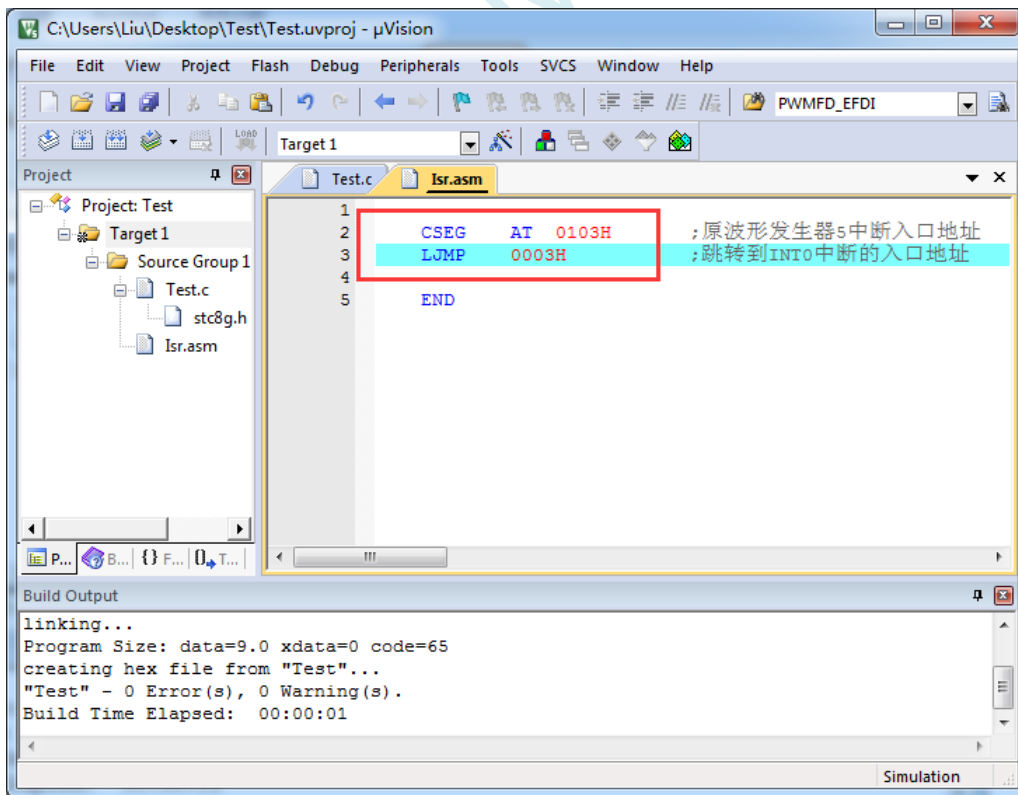 C:\Users\Liu\Desktop\Test\Test.uvproj - µVision
File Edit View Project Flash Debug Peripherals Tools SVCS Window Help
PWMFD_EFDI
LOAD Target 1
Project
Test.c Isr.asm
Project: Test
Target 1
Source Group 1
Test.c
stc8g.h
Isr.asm
1
2 CSEG AT 0103H ;原波形发生器5中断入口地址
3 LJMP 0003H ;跳转到INT0中断的入口地址
4
5 END
P... B... {} F... 0 T...
Build Output
linking...
Program Size: data=9.0 xdata=0 code=65
creating hex file from "Test"...
"Test" - 0 Error(s), 0 Warning(s).
Build Time Elapsed: 00:00:01
Simulation